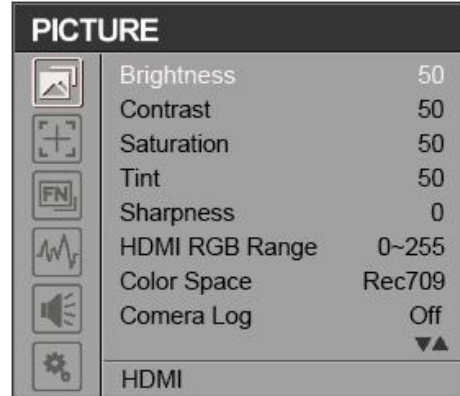 PICTURE
Brightness 50
Contrast 50
Saturation 50
FN
Tint 50
Sharpness 0
HDMI RGB Range 0~255
Color Space Rec709
Comera Log Off
HDMI